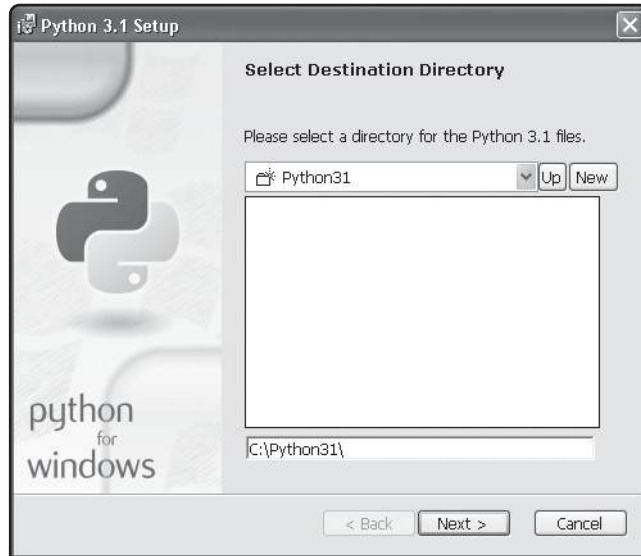 Python 3.1 Setup
Select Destination Directory
Please select a directory for the Python 3.1 files.
Python31
Up
New
C:\Python31\
python
for
windows
< Back
Next >
Cancel